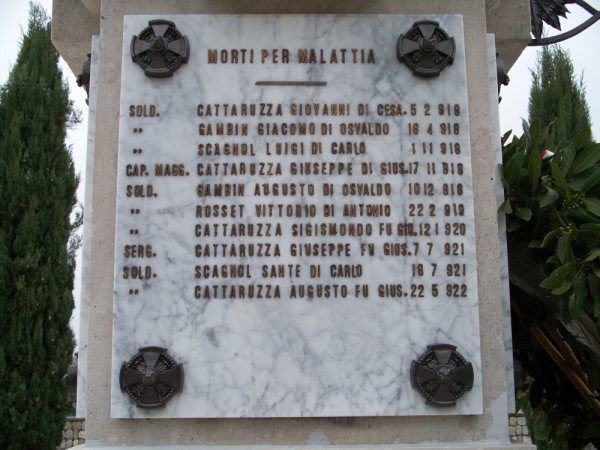 MORTI PER MALATTIA
SOLD. CATTARUZZA GIOVANNI DI CESA. 5 2 918
" GAMBIN GIACOMO DI OSVALDO 16 4 918
" SCAGNOL LUIGI DI CARLO 1 11 918
CAP. MAGG. CATTARUZZA GIUSEPPE DI GIUS. 17 11 918
SOLD. GAMBIN AUGUSTO DI OSVALDO 10 12 918
" ROSSET VITTORIO DI ANTONIO 22 2 919
" CATTARUZZA SIGISMONDO FU GIU. 12 1 920
SERG. CATTARUZZA GIUSEPPE FU GIUS. 7 7 921
SOLD. SCAGNOL SANTE DI CARLO 18 7 921
" CATTARUZZA AUGUSTO FU GIUS. 22 5 922